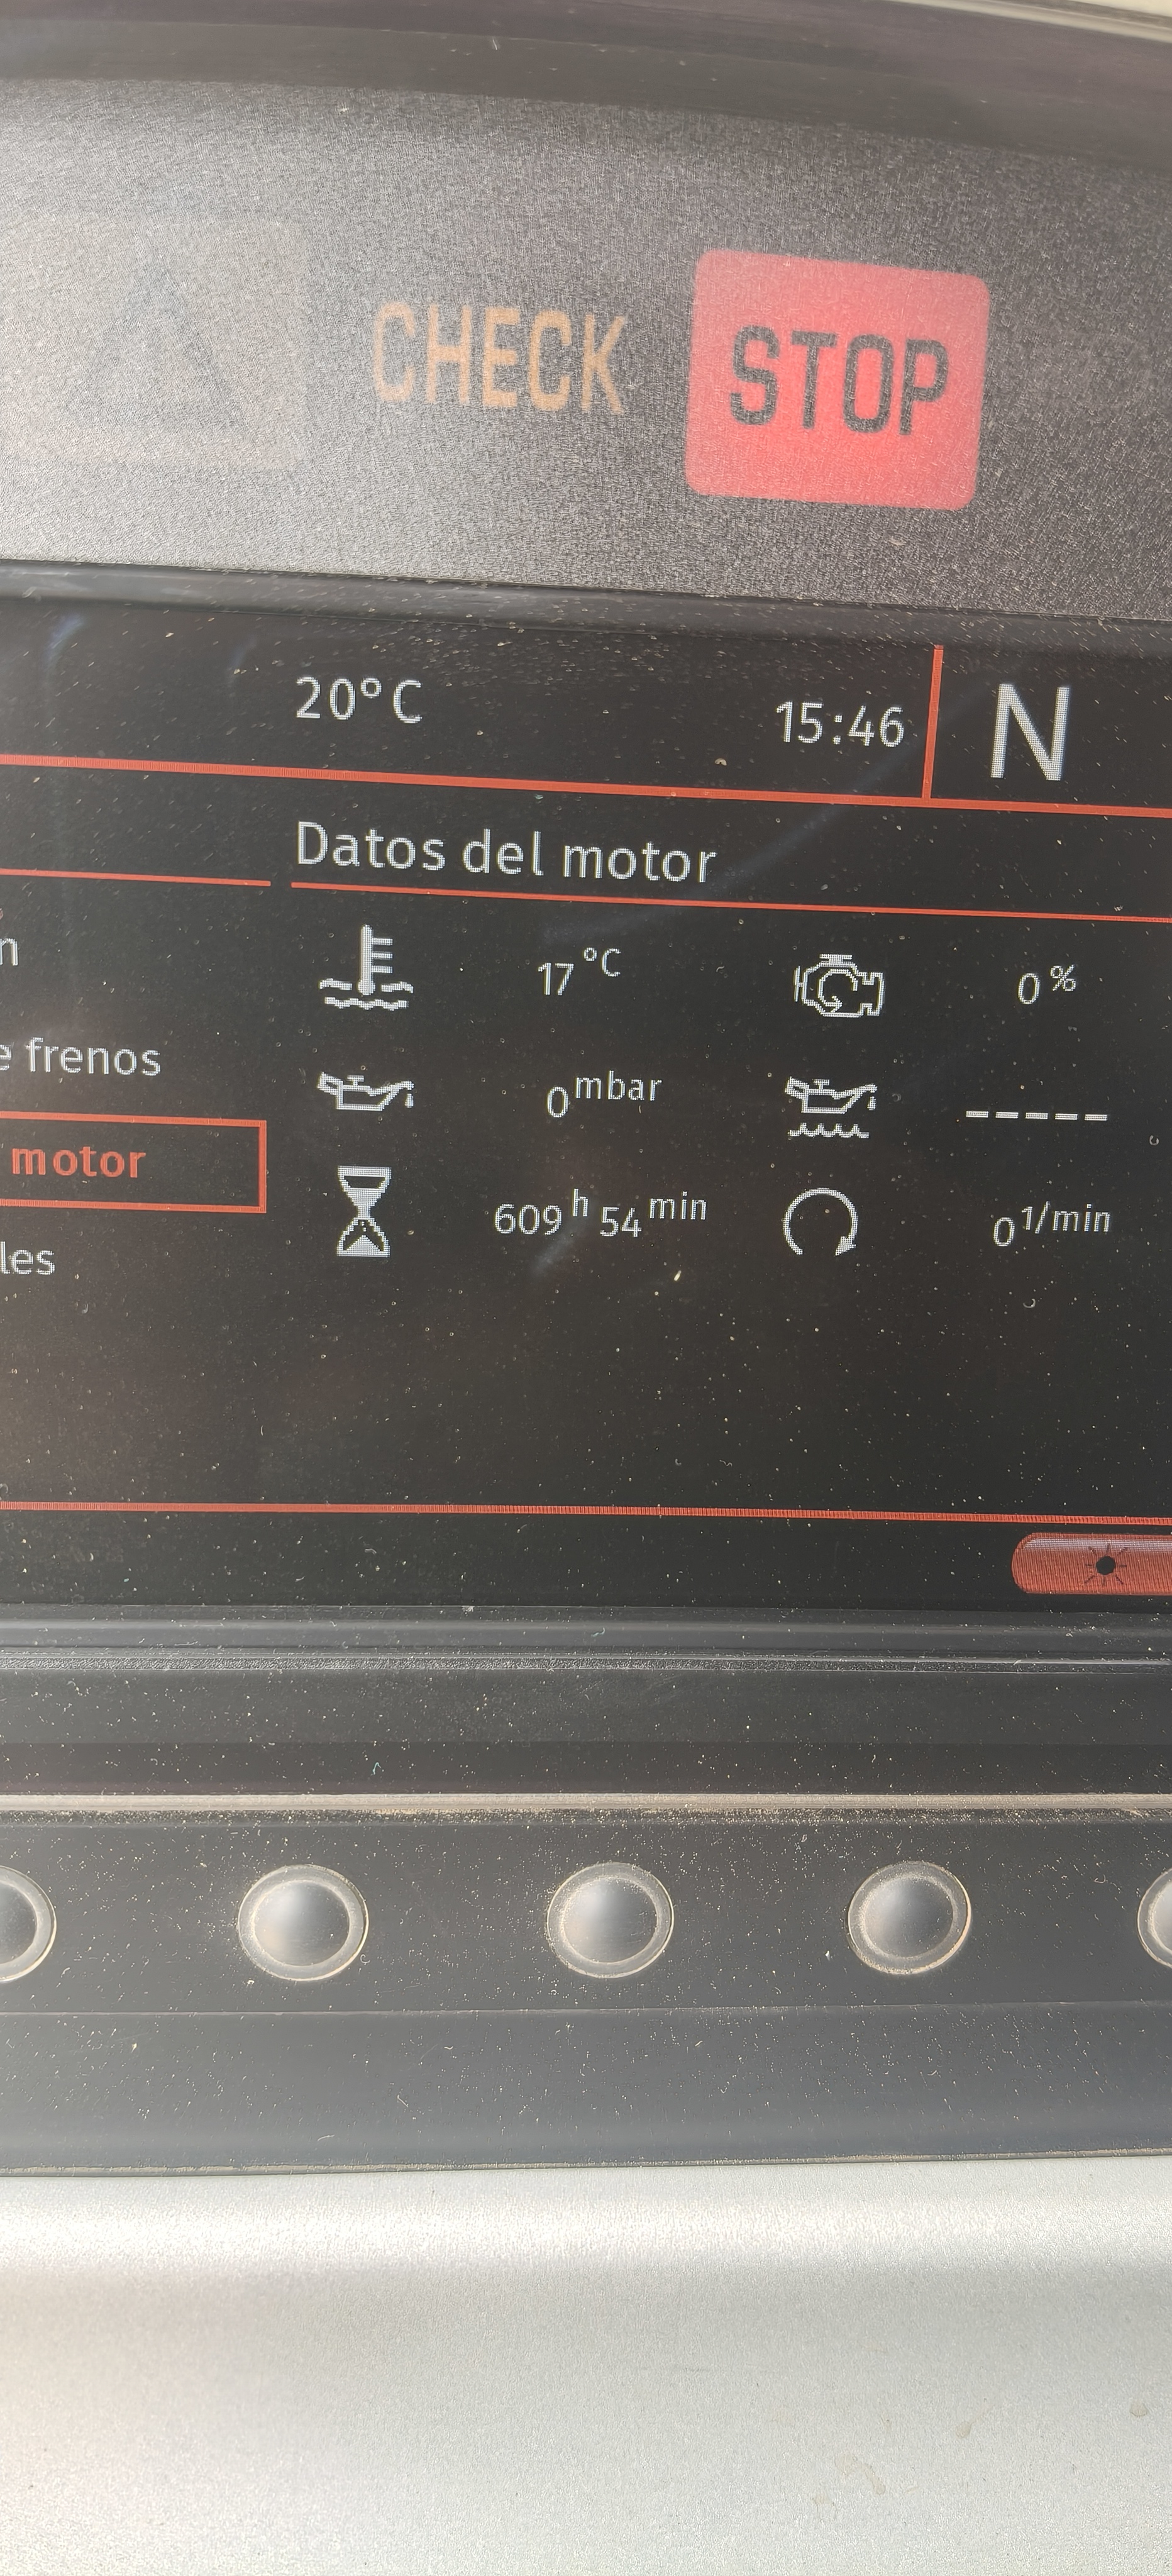 CHECK STOP
20°C 15:46 N
Datos del motor
17 °C 0 %
e frenos
0 mbar -----
motor
609 h 54 min 0 1/min
les